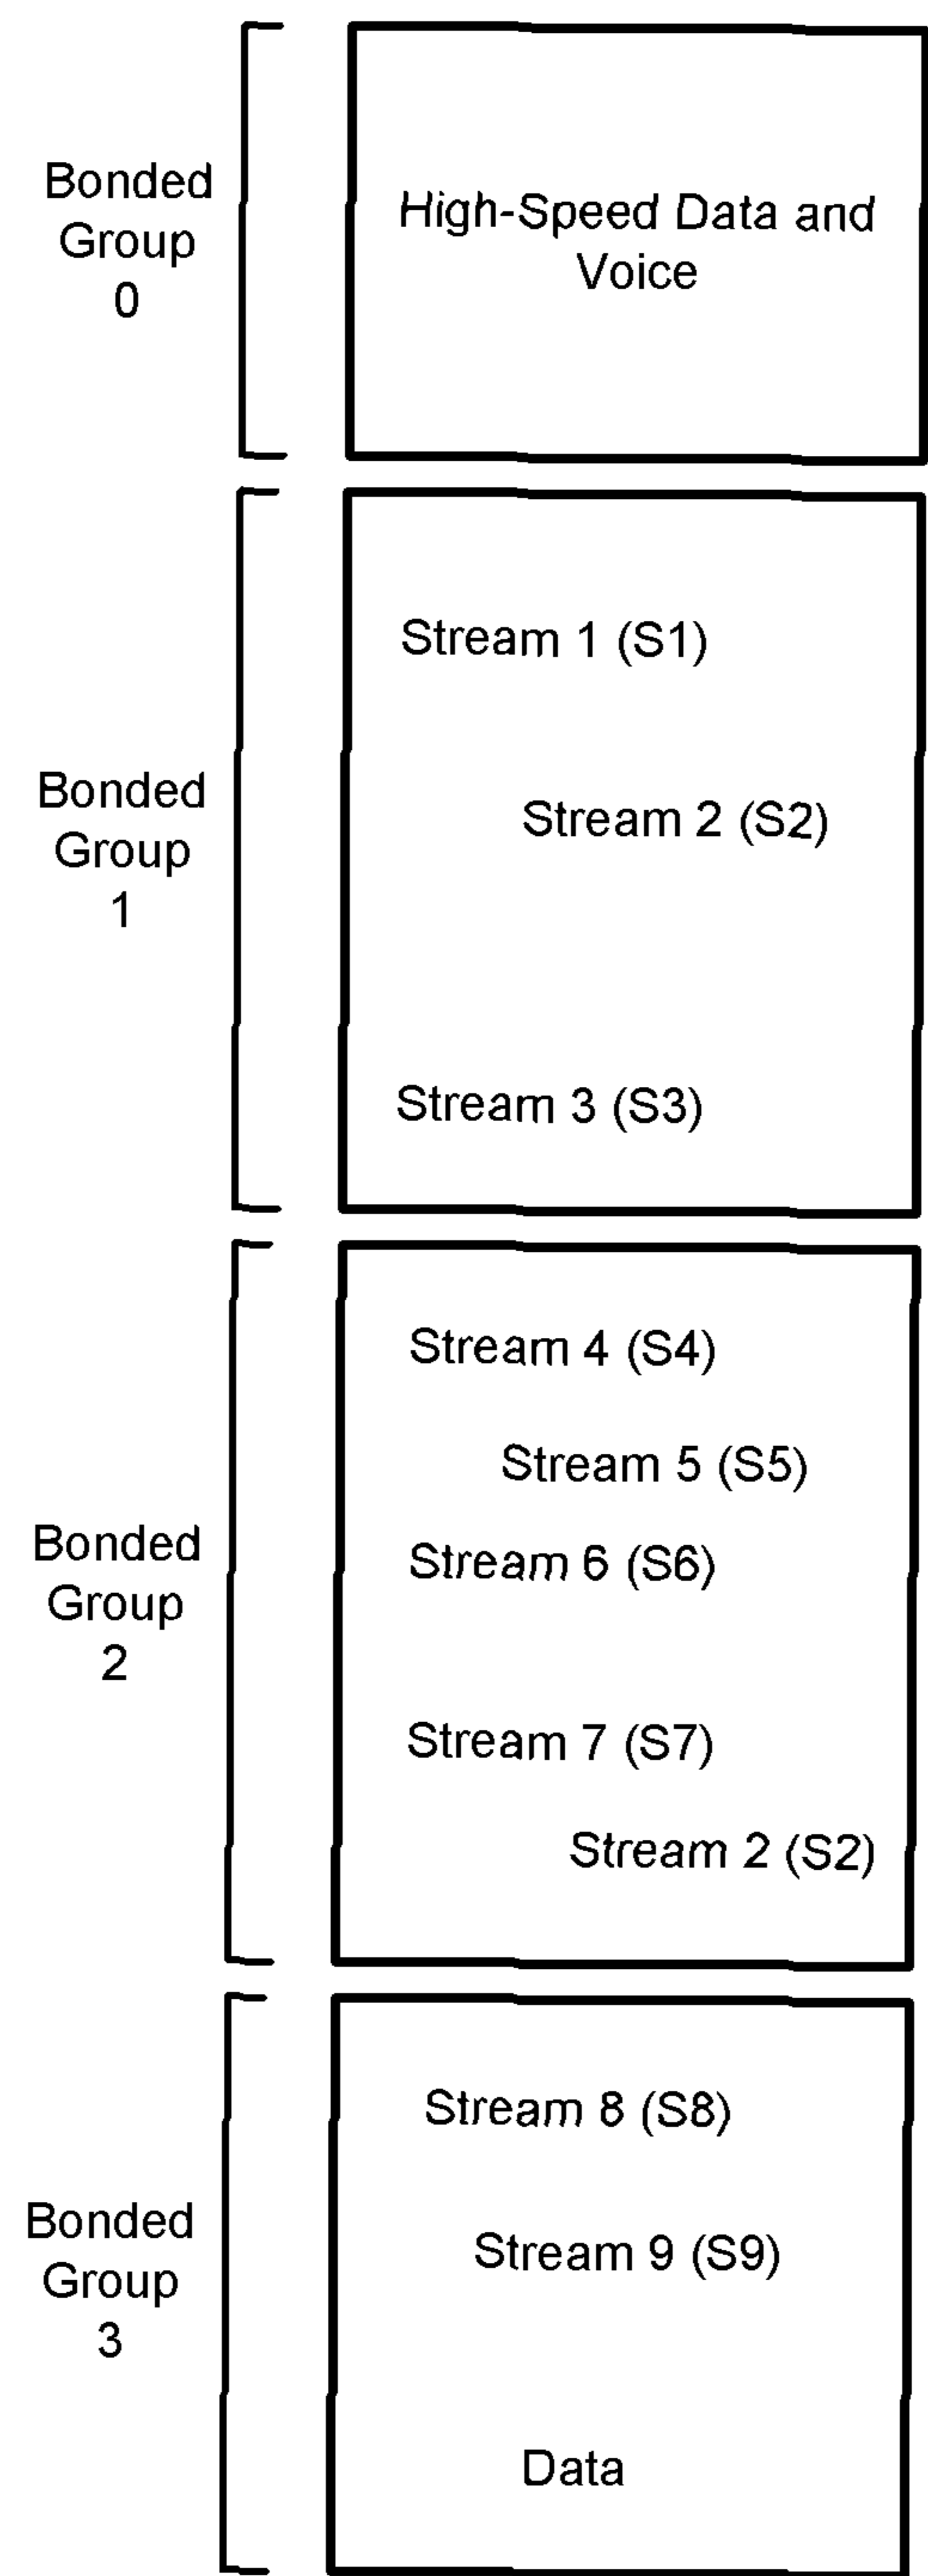 Bonded
Group
0
High-Speed Data and
Voice
Bonded
Group
1
Stream 1 (S1)
Stream 2 (S2)
Stream 3 (S3)
Bonded
Group
2
Stream 4 (S4)
Stream 5 (S5)
Stream 6 (S6)
Stream 7 (S7)
Stream 2 (S2)
Bonded
Group
3
Stream 8 (S8)
Stream 9 (S9)
Data